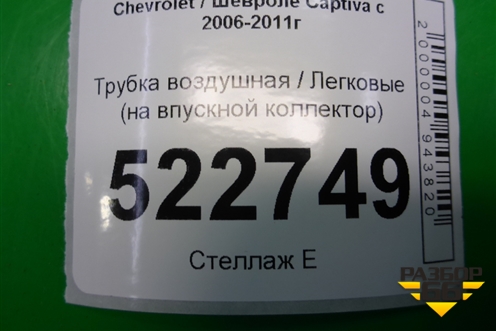 Chevrolet / Шевроле Captiva с
2006-2011г
Трубка воздушная / Легковые
(на впускной коллектор)
522749
Стеллаж Е
2000004943820
РАЗБОР